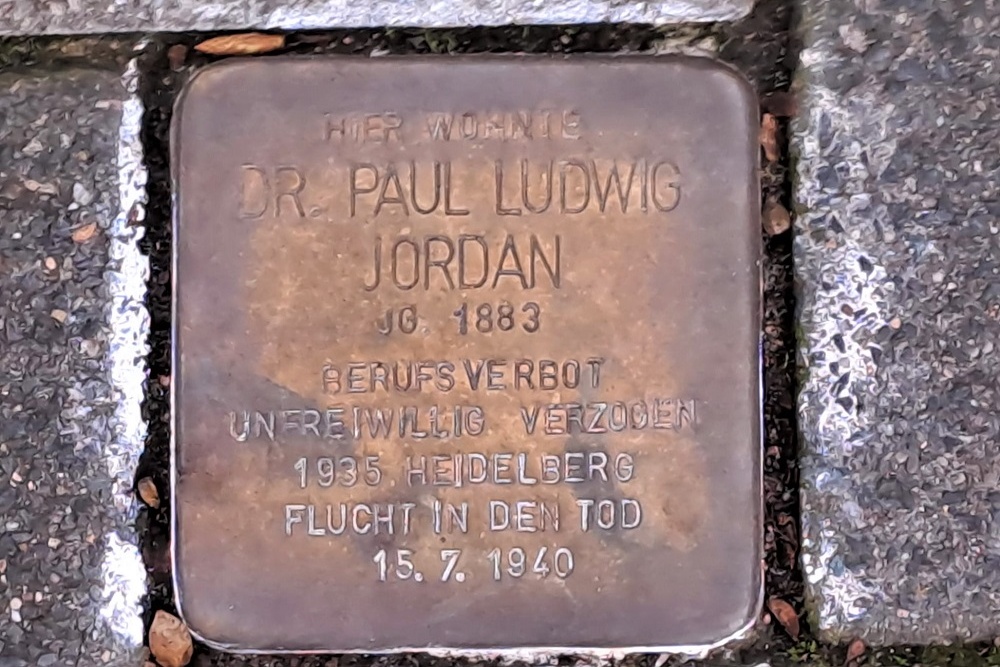 HIER WOHNTE
DR. PAUL LUDWIG
JORDAN
JG. 1883
BERUFSVERBOT
UNFREIWILLIG VERZOGEN
1935 HEIDELBERG
FLUCHT IN DEN TOD
15. 7. 1940